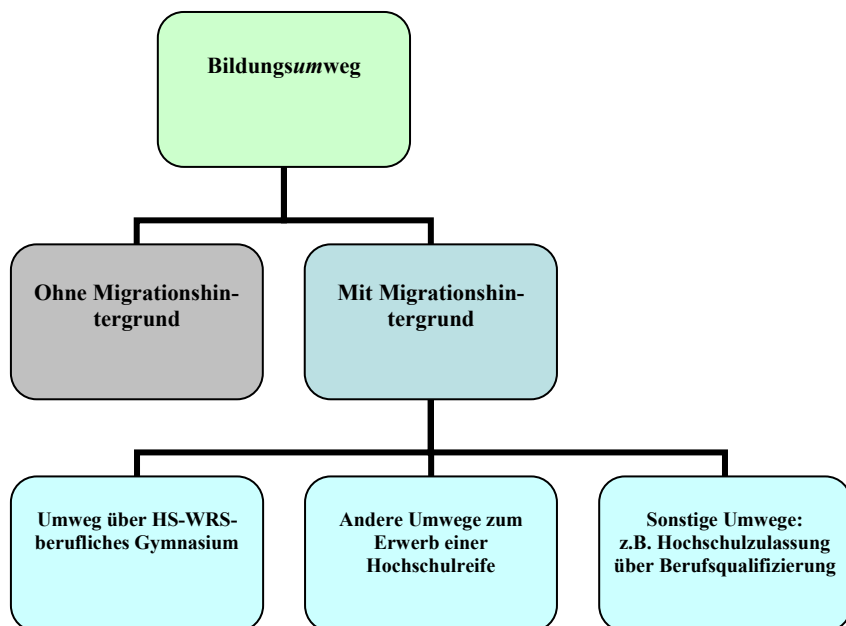 Bildungsumweg
Ohne Migrationshin-
tergrund
Mit Migrationshin-
tergrund
Umweg über HS-WRS-
berufliches Gymnasium
Andere Umwege zum
Erwerb einer
Hochschulreife
Sonstige Umwege:
z.B. Hochschulzulassung
über Berufsqualifizierung